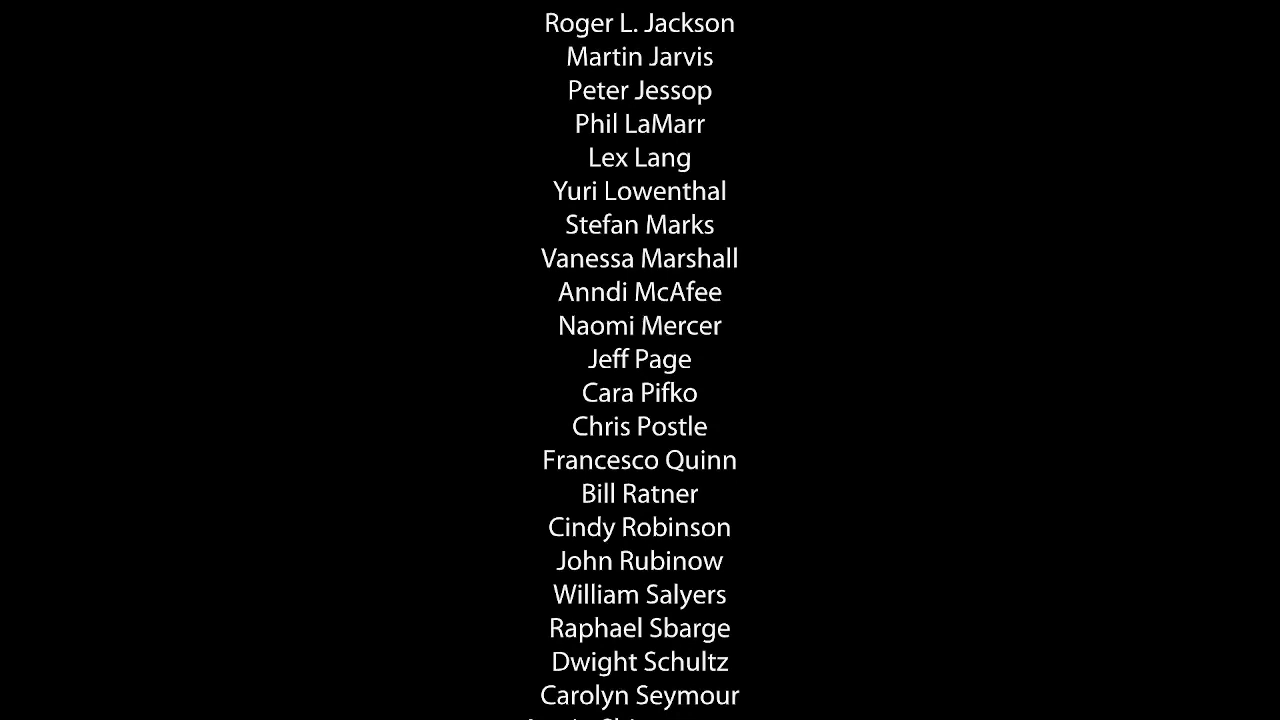 Roger L. Jackson
Martin Jarvis
Peter Jessop
Phil LaMarr
Lex Lang
Yuri Lowenthal
Stefan Marks
Vanessa Marshall
Anndi McAfee
Naomi Mercer
Jeff Page
Cara Pifko
Chris Postle
Francesco Quinn
Bill Ratner
Cindy Robinson
John Rubinow
William Salyers
Raphael Sbarge
Dwight Schultz
Carolyn Seymour